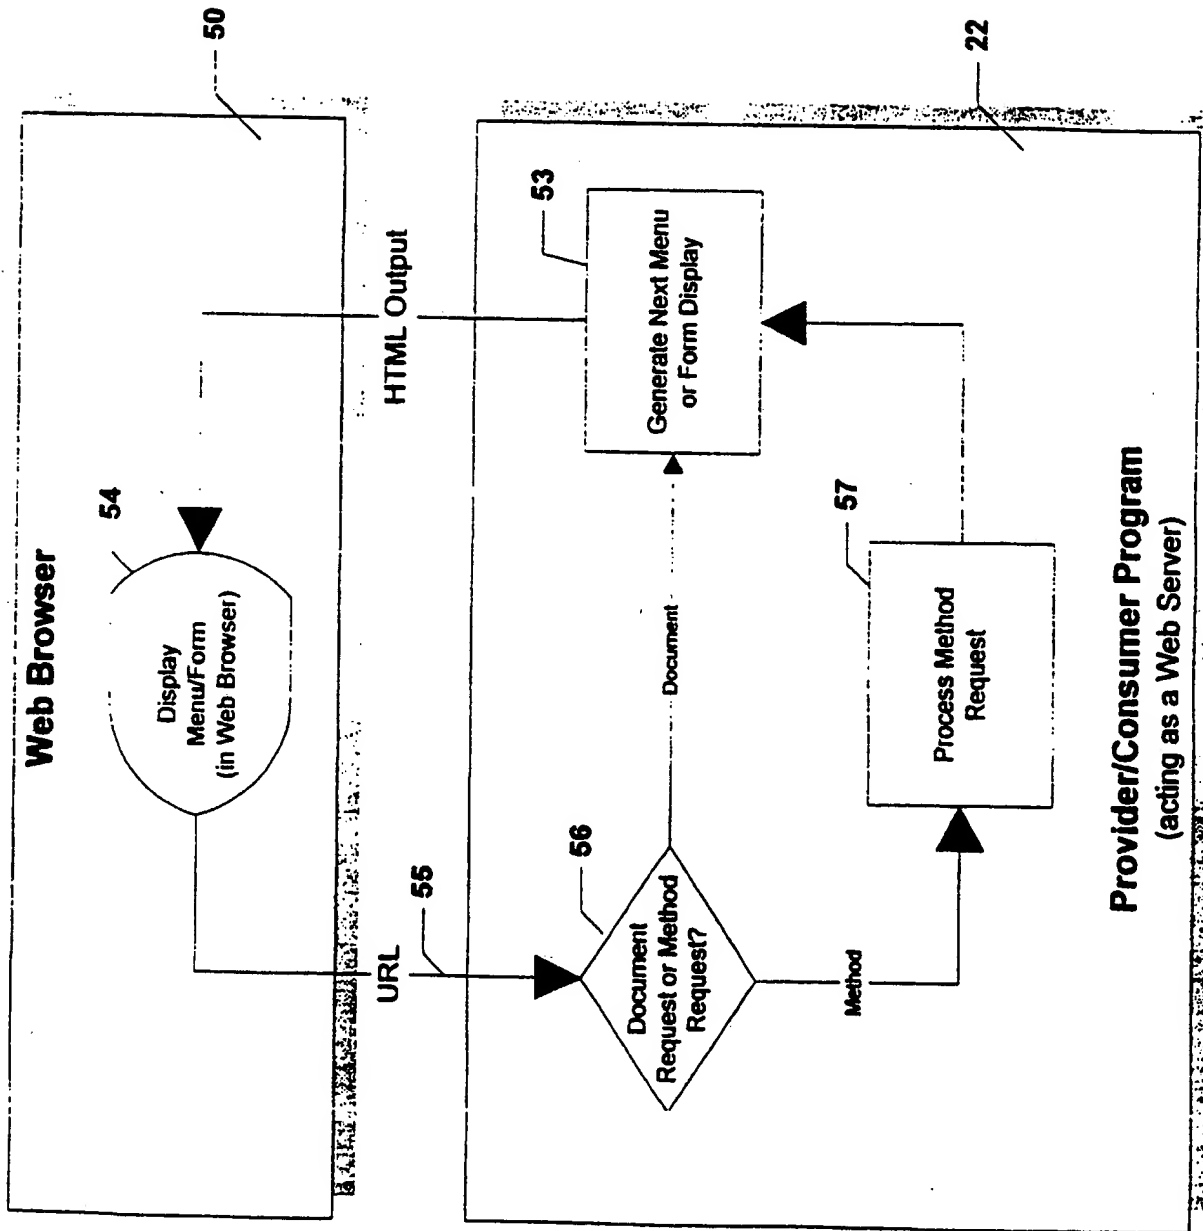 Web Browser
50
54
Display
Menu/Form
(in Web Browser)
URL
55
HTML Output
56
Document
Request or Method
Request?
Document
53
Generate Next Menu
or Form Display
Method
57
Process Method
Request
22
Provider/Consumer Program
(acting as a Web Server)